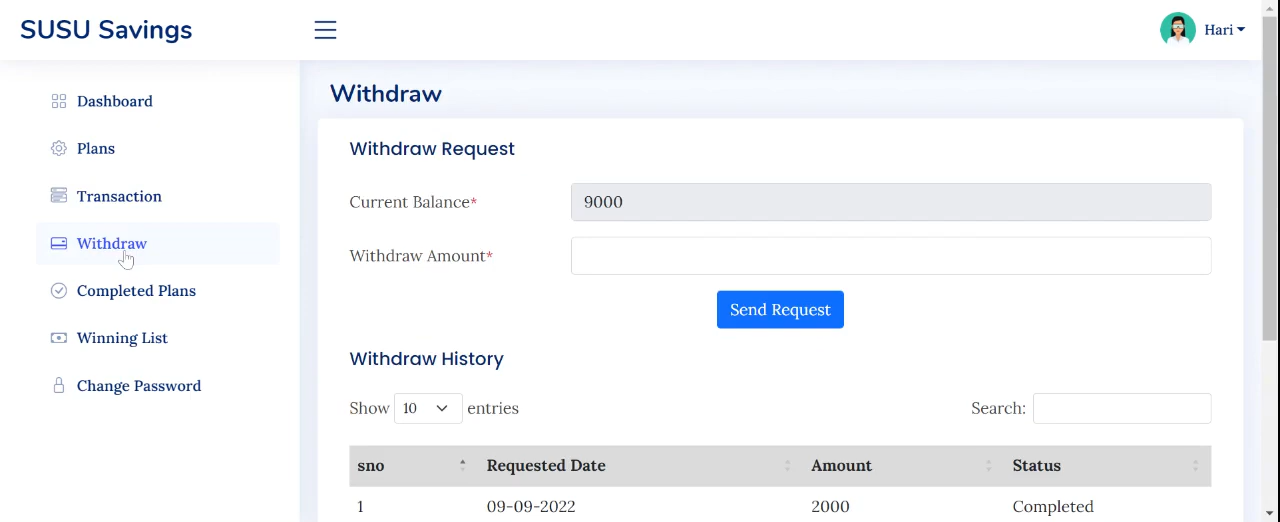 SUSU Savings
Hari
Dashboard
Plans
Transaction
Withdraw
Completed Plans
Winning List
Change Password
Withdraw
Withdraw Request
Current Balance* 9000
Withdraw Amount*
Send Request
Withdraw History
Show 10 entries Search:
sno Requested Date Amount Status
1 09-09-2022 2000 Completed